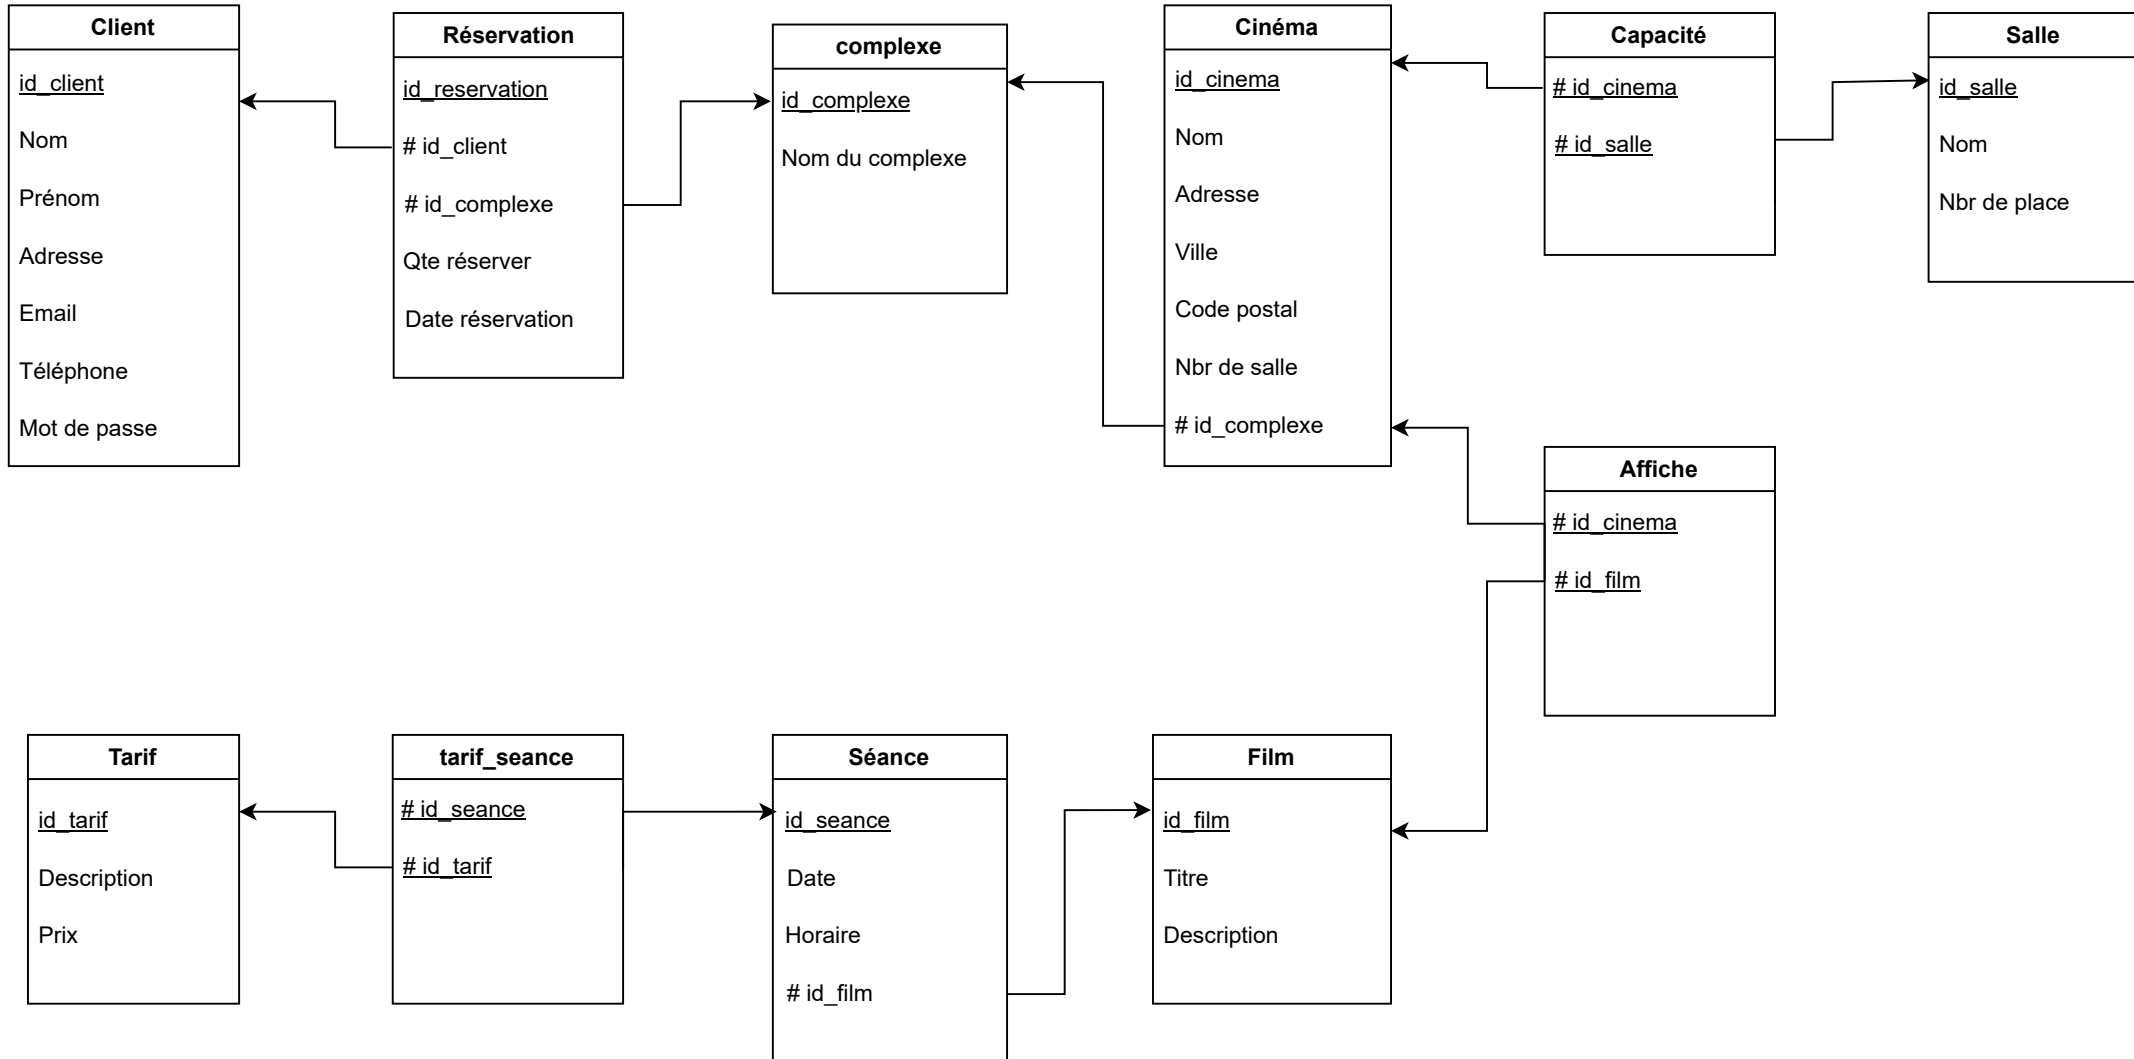 Client
id_client
Nom
Prénom
Adresse
Email
Téléphone
Mot de passe
Réservation
id_reservation
# id_client
# id_complexe
Qte réserver
Date réservation
complexe
id_complexe
Nom du complexe
Cinéma
id_cinema
Nom
Adresse
Ville
Code postal
Nbr de salle
# id_complexe
Capacité
# id_cinema
# id_salle
Salle
id_salle
Nom
Nbr de place
Affiche
# id_cinema
# id_film
Tarif
id_tarif
Description
Prix
tarif_seance
# id_seance
# id_tarif
Séance
id_seance
Date
Horaire
# id_film
Film
id_film
Titre
Description